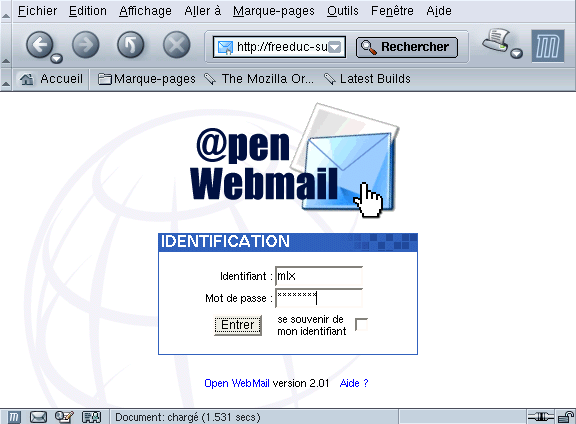 Fichier Edition Affichage Aller à Marque-pages Outils Fenêtre Aide
http://freeduc-su Rechercher
Accueil Marque-pages The Mozilla Or... Latest Builds
@pen
Webmail
IDENTIFICATION
Identifiant : mlx
Mot de passe : ********
Entrer se souvenir de
mon identifiant
Open WebMail version 2.01 Aide ?
Document: chargé (1.531 secs)